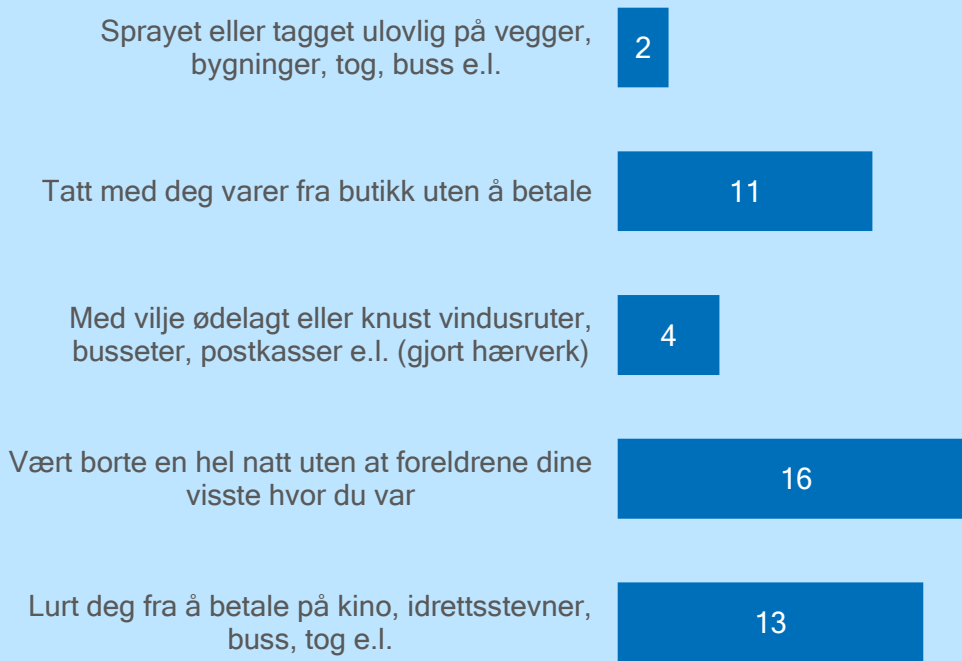 Sprayet eller tagget ulovlig på vegger,
bygninger, tog, buss e.l.
2
Tatt med deg varer fra butikk uten å betale
11
Med vilje ødelagt eller knust vindusruter,
busseter, postkasser e.l. (gjort hærverk)
4
Vært borte en hel natt uten at foreldrene dine
visste hvor du var
16
Lurt deg fra å betale på kino, idrettsstevner,
buss, tog e.l.
13